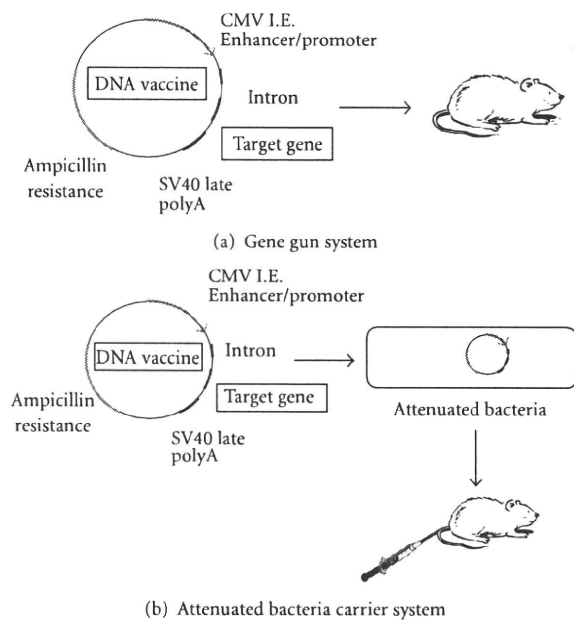 CMV I.E.
Enhancer/promoter
DNA vaccine
Intron
Target gene
Ampicillin
resistance
SV40 late
polyA
(a) Gene gun system
CMV I.E.
Enhancer/promoter
DNA vaccine
Intron
Target gene
Ampicillin
resistance
SV40 late
polyA
Attenuated bacteria
(b) Attenuated bacteria carrier system